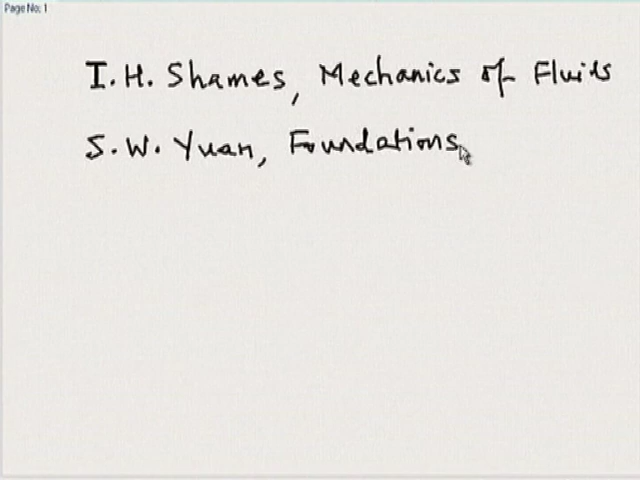 Page No: 1
I. H. Shames, Mechanics of Fluids
S. W. Yuan, Foundations